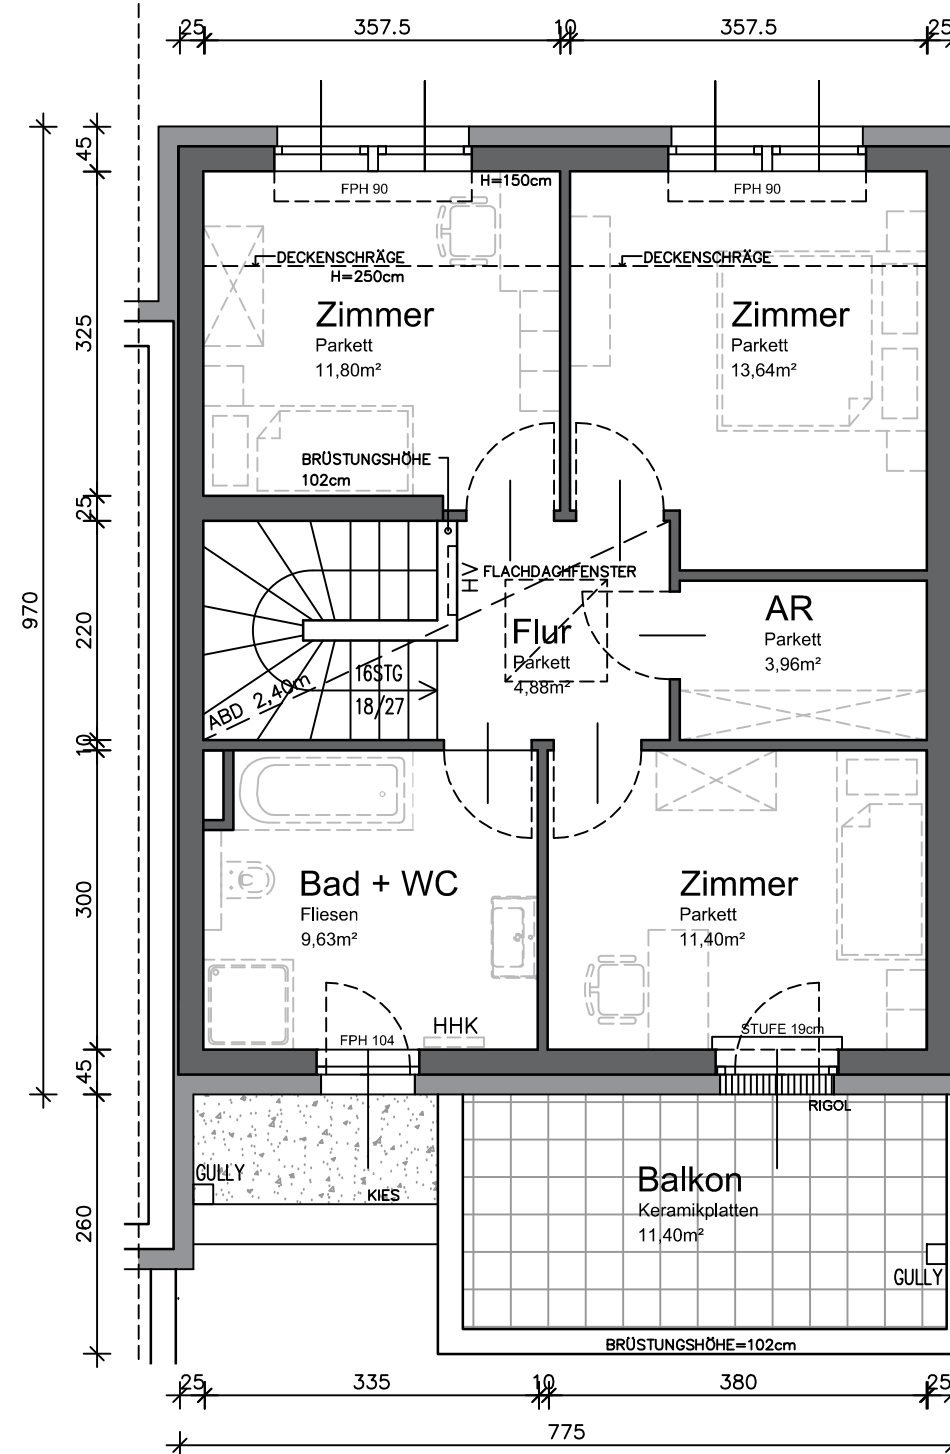 25 357.5 10 357.5 25
45
325
25
220
10
300
45
970
260
FPH 90
H=150cm
FPH 90
DECKENSCHRÄGE
H=250cm
DECKENSCHRÄGE
Zimmer
Parkett
11,80m²
Zimmer
Parkett
13,64m²
BRÜSTUNGSHÖHE
102cm
HV
FLACHDACHFENSTER
Flur
Parkett
4,88m²
AR
Parkett
3,96m²
16STG
18/27
ABD 2,40m
Bad + WC
Fliesen
9,63m²
Zimmer
Parkett
11,40m²
FPH 104
HHK
STUFE 19cm
RIGOL
GULLY
KIES
Balkon
Keramikplatten
11,40m²
GULLY
BRÜSTUNGSHÖHE=102cm
25 335 10 380 25
775